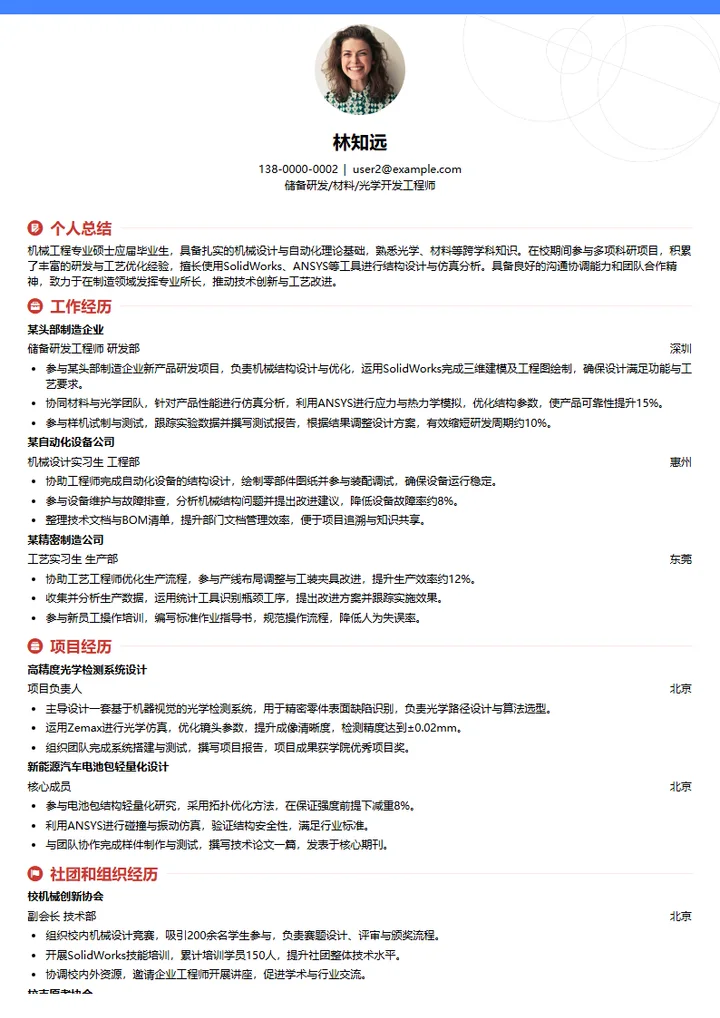 林知远
138-0000-0002 | user2@example.com
储备研发/材料/光学开发工程师
个人总结
机械工程专业硕士应届毕业生，具备扎实的机械设计与自动化理论基础，熟悉光学、材料等跨学科知识。在校期间参与多项科研项目，积累
了丰富的研发与工艺优化经验，擅长使用SolidWorks、ANSYS等工具进行结构设计与仿真分析。具备良好的沟通协调能力和团队合作精
神，致力于在制造领域发挥专业所长，推动技术创新与工艺改进。
工作经历
某头部制造企业
储备研发工程师 研发部 深圳
• 参与某头部制造企业新产品研发项目，负责机械结构设计与优化，运用SolidWorks完成三维建模及工程图绘制，确保设计满足功能与工
艺要求。
• 协同材料与光学团队，针对产品性能进行仿真分析，利用ANSYS进行应力与热力学模拟，优化结构参数，使产品可靠性提升15%。
• 参与样机试制与测试，跟踪实验数据并撰写测试报告，根据结果调整设计方案，有效缩短研发周期约10%。
某自动化设备公司
机械设计实习生 工程部 惠州
• 协助工程师完成自动化设备的结构设计，绘制零部件图纸并参与装配调试，确保设备运行稳定。
• 参与设备维护与故障排查，分析机械结构问题并提出改进建议，降低设备故障率约8%。
• 整理技术文档与BOM清单，提升部门文档管理效率，便于项目追溯与知识共享。
某精密制造公司
工艺实习生 生产部 东莞
• 协助工艺工程师优化生产流程，参与产线布局调整与工装夹具改进，提升生产效率约12%。
• 收集并分析生产数据，运用统计工具识别瓶颈工序，提出改进方案并跟踪实施效果。
• 参与新员工操作培训，编写标准作业指导书，规范操作流程，降低人为失误率。
项目经历
高精度光学检测系统设计
项目负责人 北京
• 主导设计一套基于机器视觉的光学检测系统，用于精密零件表面缺陷识别，负责光学路径设计与算法选型。
• 运用Zemax进行光学仿真，优化镜头参数，提升成像清晰度，检测精度达到±0.02mm。
• 组织团队完成系统搭建与测试，撰写项目报告，项目成果获学院优秀项目奖。
新能源汽车电池包轻量化设计
核心成员 北京
• 参与电池包结构轻量化研究，采用拓扑优化方法，在保证强度前提下减重8%。
• 利用ANSYS进行碰撞与振动仿真，验证结构安全性，满足行业标准。
• 与团队协作完成样件制作与测试，撰写技术论文一篇，发表于核心期刊。
社团和组织经历
校机械创新协会
副会长 技术部 北京
• 组织校内机械设计竞赛，吸引200余名学生参与，负责赛题设计、评审与颁奖流程。
• 开展SolidWorks技能培训，累计培训学员150人，提升社团整体技术水平。
• 协调校内外资源，邀请企业工程师开展讲座，促进学术与行业交流。